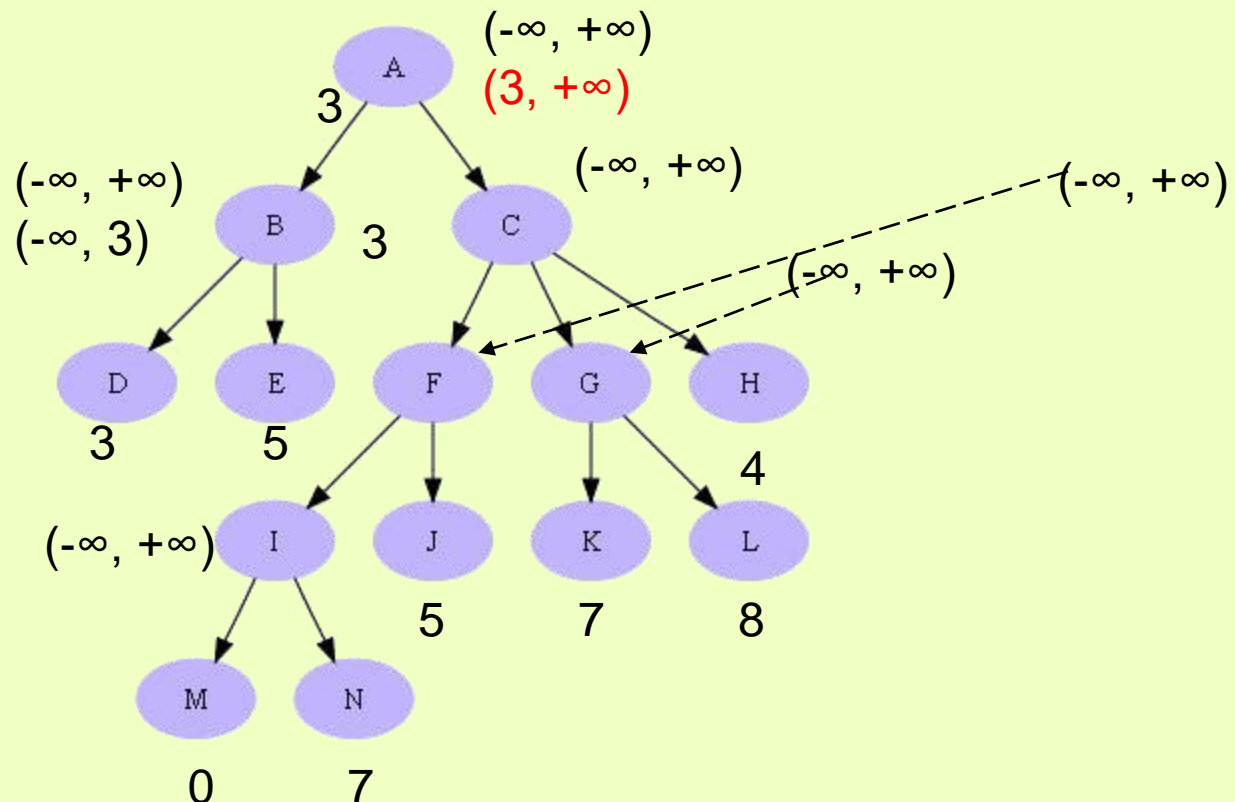 (-∞, +∞)
A
(3, +∞)
3
(-∞, +∞)
(-∞, +∞)
(-∞, +∞)
B
3
C
(-∞, 3)
(-∞, +∞)
D
E
F
G
H
3
5
4
(-∞, +∞)
I
J
K
L
5
7
8
M
N
0
7